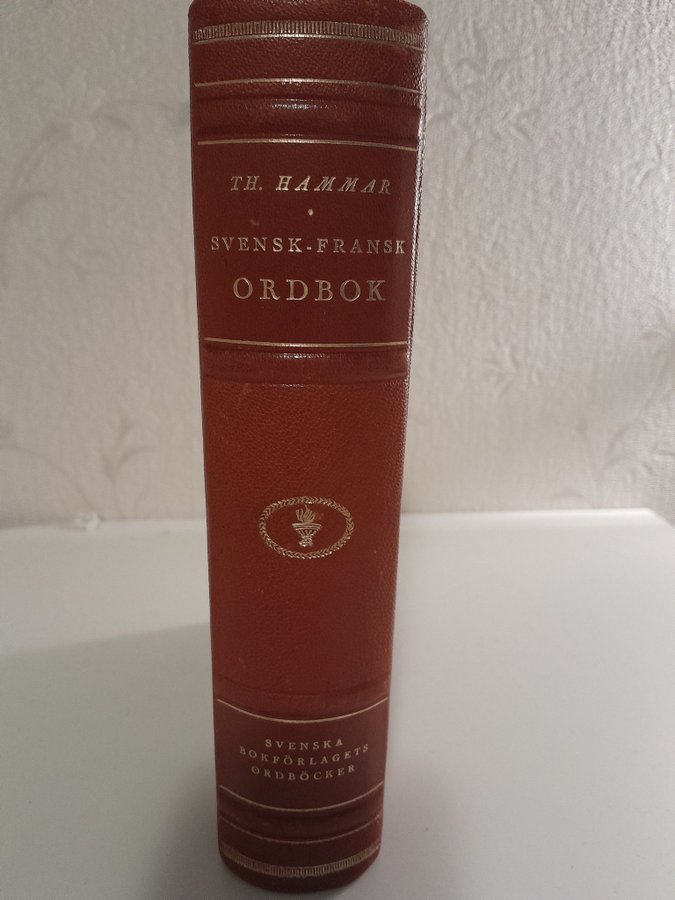 TH. HAMMAR
SVENSK-FRANSK
ORDBOK
SVENSKA
BOKFÖRLAGETS
ORDBÖCKER